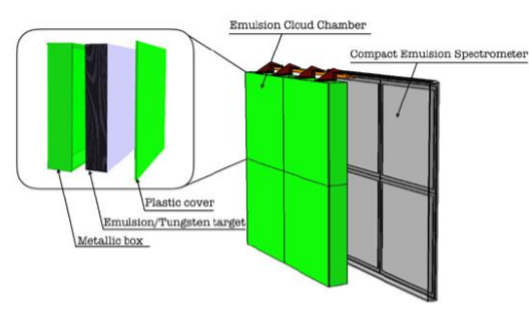 Emulsion Cloud Chamber
Compact Emulsion Spectrometer
Plastic cover
Emulsion/Tungsten target
Metallic box